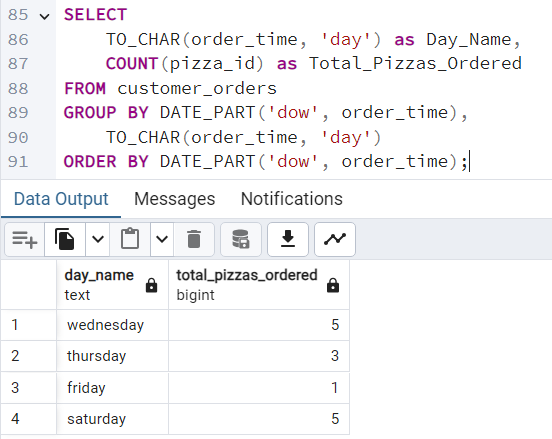 85 SELECT
86 TO_CHAR(order_time, 'day') as Day_Name,
87 COUNT(pizza_id) as Total_Pizzas_Ordered
88 FROM customer_orders
89 GROUP BY DATE_PART('dow', order_time),
90 TO_CHAR(order_time, 'day')
91 ORDER BY DATE_PART('dow', order_time);
Data Output Messages Notifications
day_name total_pizzas_ordered
text bigint
1 wednesday 5
2 thursday 3
3 friday 1
4 saturday 5